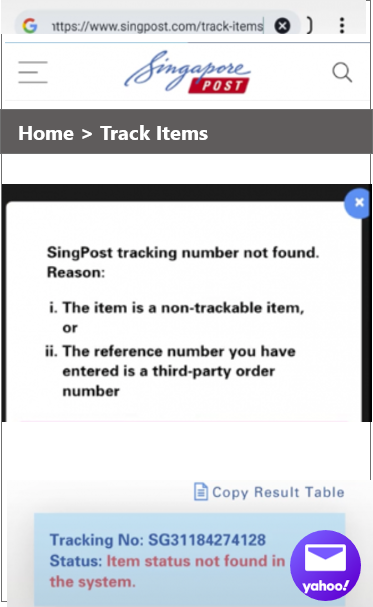 https://www.singpost.com/track-items
Singapore
POST
Home > Track Items
SingPost tracking number not found.
Reason:
i. The item is a non-trackable item,
or
ii. The reference number you have
entered is a third-party order
number
Copy Result Table
Tracking No: SG31184274128
Status: Item status not found in
the system.
yahoo!